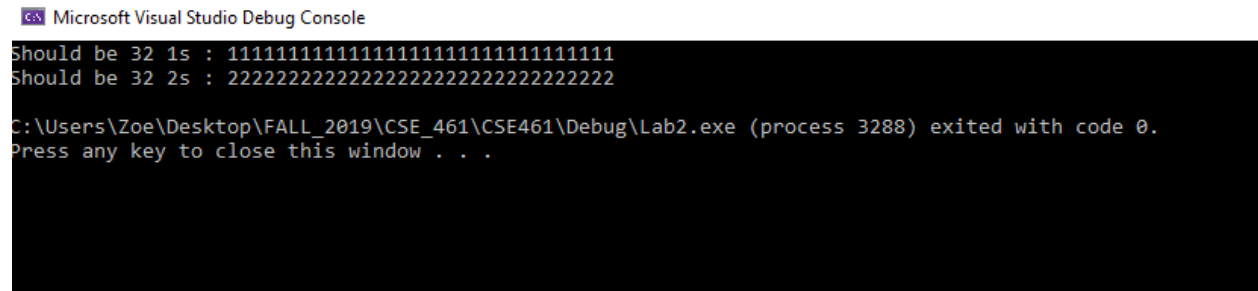 Microsoft Visual Studio Debug Console
Should be 32 1s : 11111111111111111111111111111111
Should be 32 2s : 22222222222222222222222222222222
C:\Users\Zoe\Desktop\FALL_2019\CSE_461\CSE461\Debug\Lab2.exe (process 3288) exited with code 0.
Press any key to close this window . . .